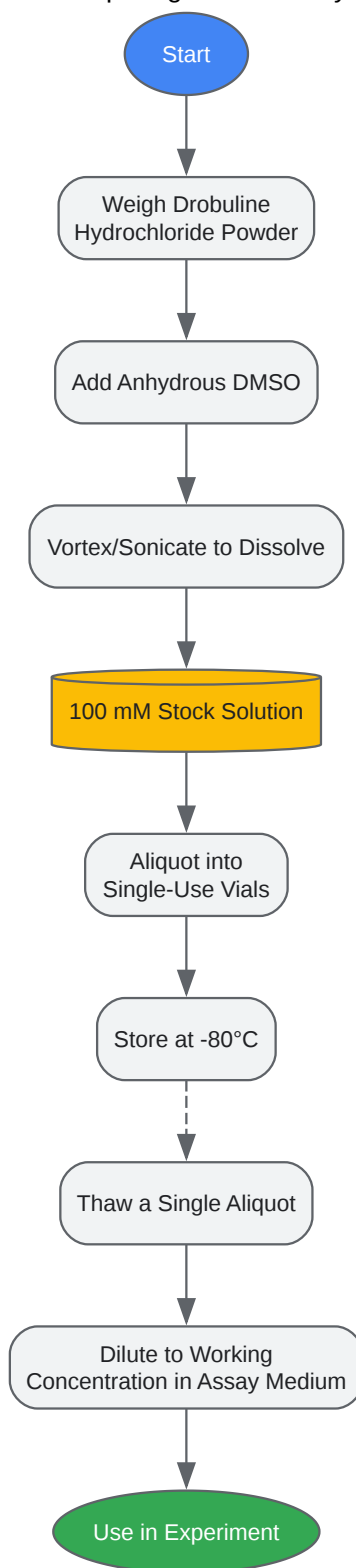 Start
Weigh Drobuline
Hydrochloride Powder
Add Anhydrous DMSO
Vortex/Sonicate to Dissolve
100 mM Stock Solution
Aliquot into
Single-Use Vials
Store at -80°C
Thaw a Single Aliquot
Dilute to Working
Concentration in Assay Medium
Use in Experiment